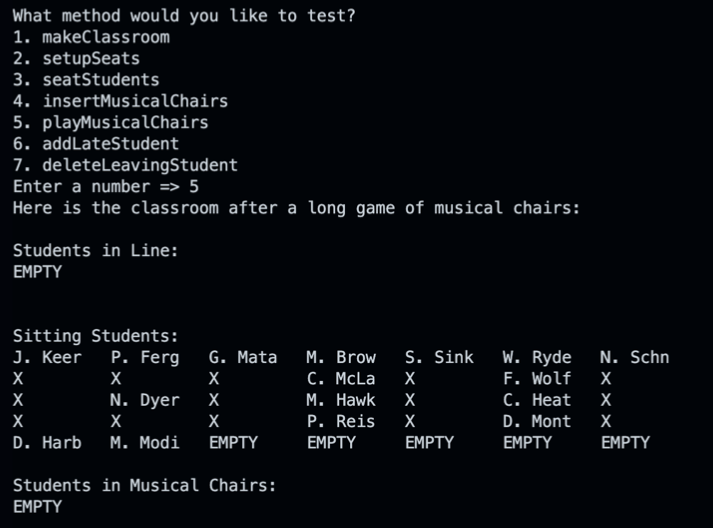 What method would you like to test?
1. makeClassroom
2. setupSeats
3. seatStudents
4. insertMusicalChairs
5. playMusicalChairs
6. addLateStudent
7. deleteLeavingStudent
Enter a number => 5
Here is the classroom after a long game of musical chairs:
Students in Line:
EMPTY
Sitting Students:
J. Keer P. Ferg G. Mata M. Brow S. Sink W. Ryde N. Schn
X X X C. McLa X F. Wolf X
X N. Dyer X M. Hawk X C. Heat X
X X X P. Reis X D. Mont X
D. Harb M. Modi EMPTY EMPTY EMPTY EMPTY EMPTY
Students in Musical Chairs:
EMPTY